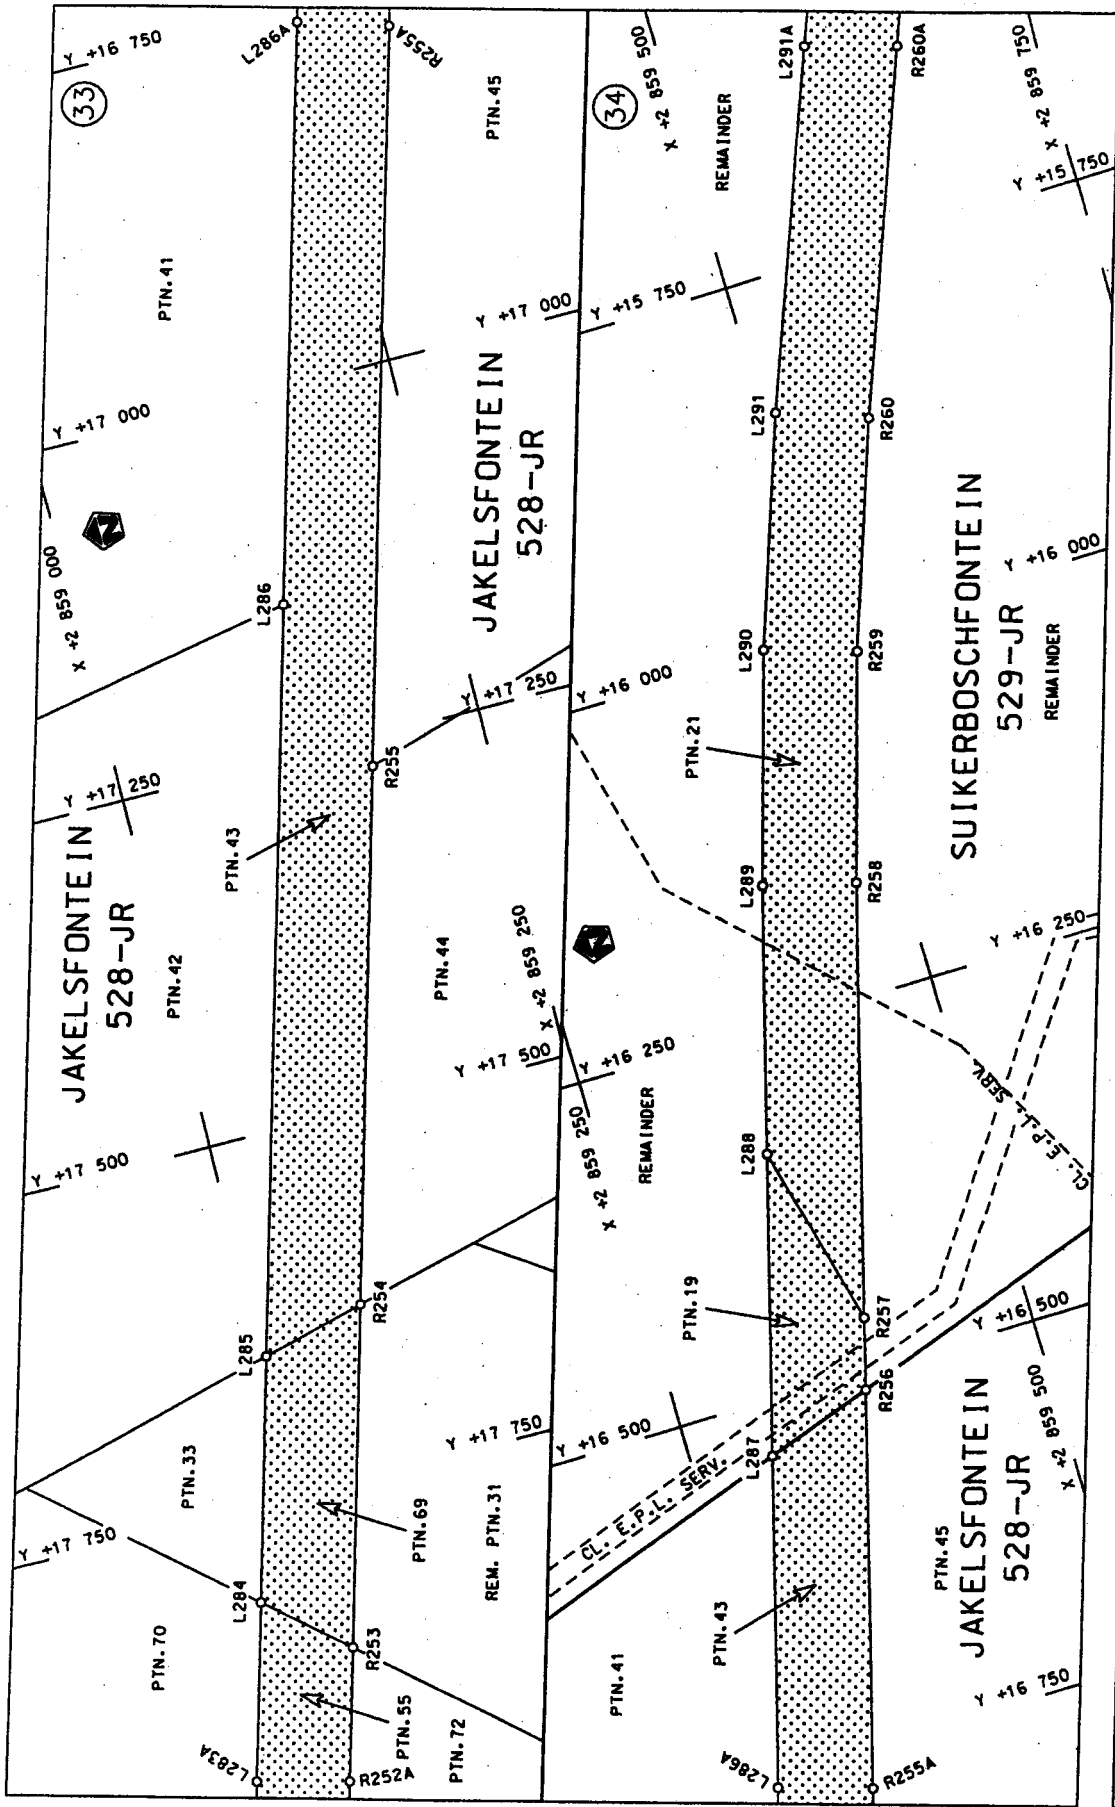 33
Y +17 750
Y +17 500
Y +17 250
Y +17 000
Y +16 750
X +2 859 000
N
JAKELSFONTEIN
528-JR
PTN.70
PTN.33
PTN.42
PTN.41
PTN.43
L283A
L284
L285
L286
L286A
R252A
R253
R254
R255
R255A
PTN.55
PTN.69
PTN.72
REM. PTN.31
PTN.44
PTN.45
JAKELSFONTEIN
528-JR
X +2 859 250
Y +17 750
Y +17 500
Y +17 250
Y +17 000
34
Y +16 500
Y +16 250
Y +16 000
Y +15 750
X +2 859 250
X +2 859 500
N
PTN.41
CL. E.P.L. SERV.
REMAINDER
REMAINDER
PTN.43
PTN.19
PTN.21
L286A
L287
L288
L289
L290
L291
L291A
R255A
R256
R257
R258
R259
R260
R260A
PTN.45
JAKELSFONTEIN
528-JR
CL. E.P.L. SERV.
SUIKERBOSCHFONTEIN
529-JR
REMAINDER
X +2 859 500
X +2 859 750
Y +16 750
Y +16 500
Y +16 250
Y +16 000
Y +15 750